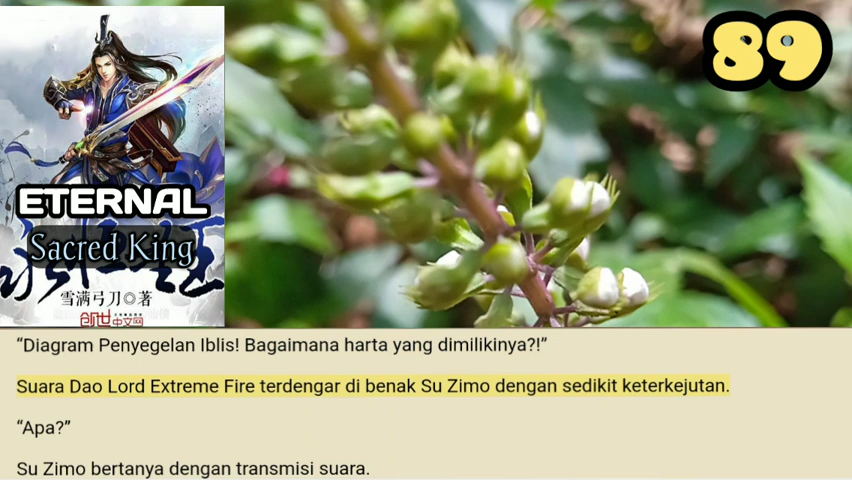 89
ETERNAL
Sacred King
雪满弓刀◎著
创世中文网
“Diagram Penyegelan Iblis! Bagaimana harta yang dimilikinya?!”
Suara Dao Lord Extreme Fire terdengar di benak Su Zimo dengan sedikit keterkejutan.
“Apa?”
Su Zimo bertanya dengan transmisi suara.